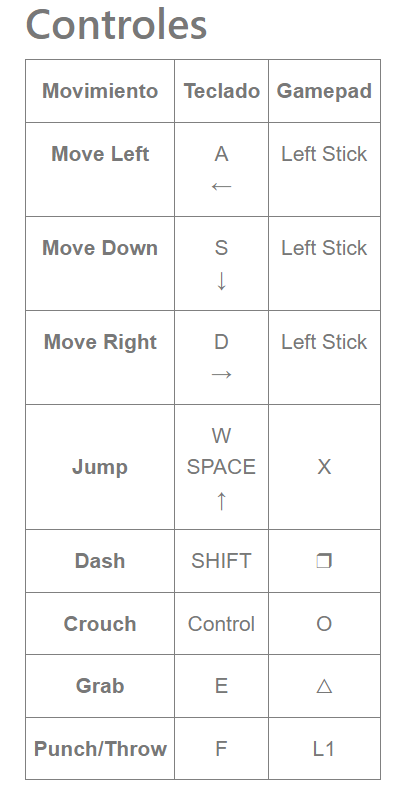 Controles
Movimiento Teclado Gamepad
Move Left A Left Stick
←
Move Down S Left Stick
↓
Move Right D Left Stick
→
W
Jump SPACE X
↑
Dash SHIFT ❒
Crouch Control O
Grab E △
Punch/Throw F L1